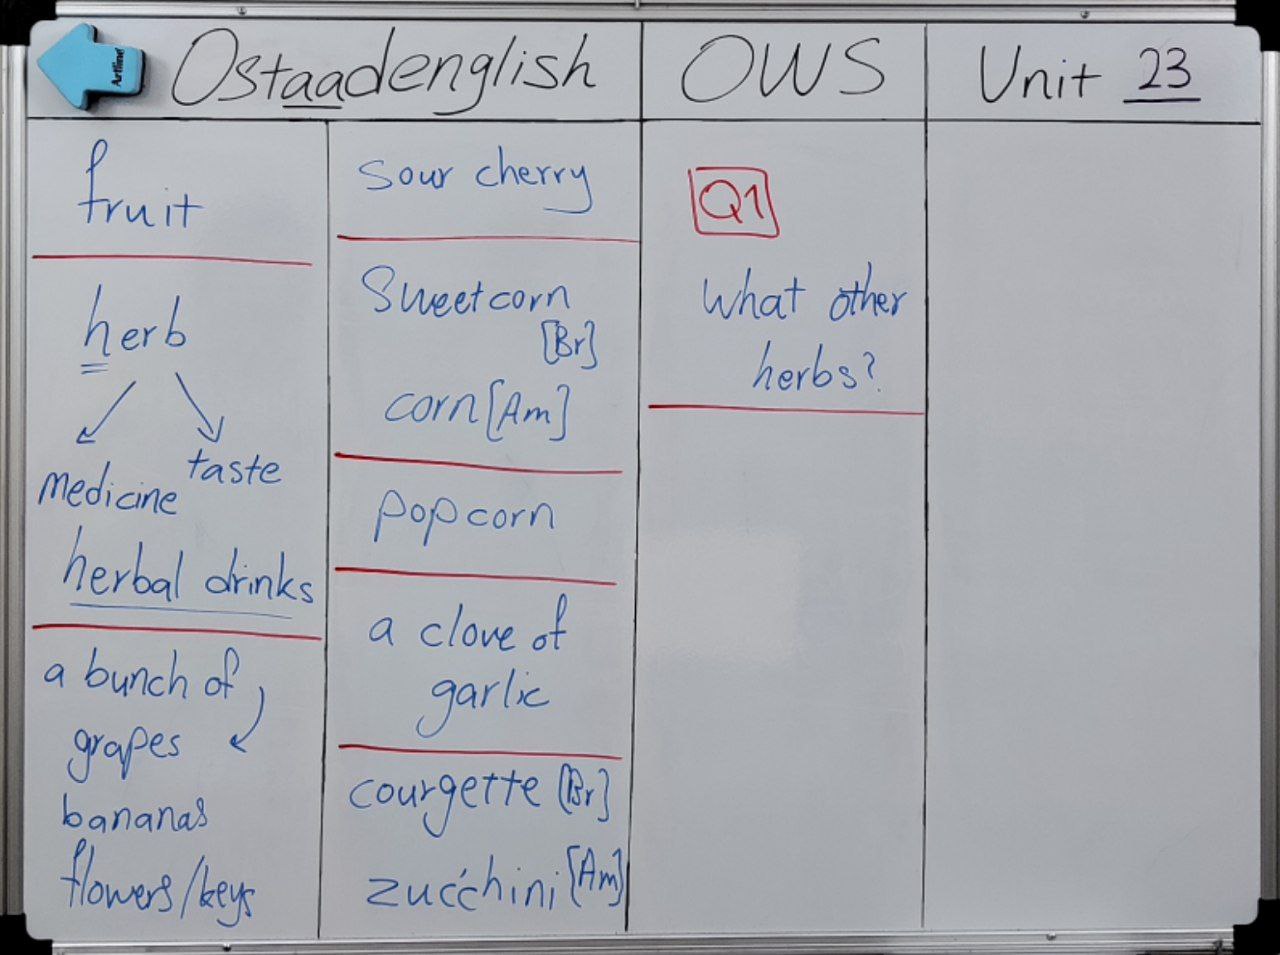 Artline
Ostaadenglish
OWS
Unit 23
fruit
herb
medicine
taste
herbal drinks
a bunch of
grapes
bananas
flowers/keys
sour cherry
Sweetcorn
[Br]
corn [Am]
popcorn
a clove of
garlic
courgette [Br]
zucchini [Am]
Q1
What other
herbs?